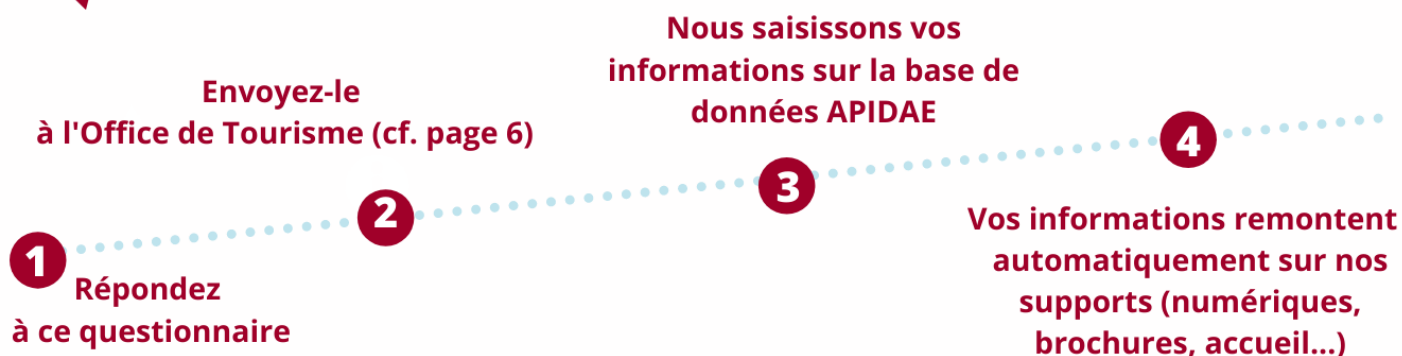 1
Répondez
à ce questionnaire
Envoyez-le
à l'Office de Tourisme (cf. page 6)
2
Nous saisissons vos
informations sur la base de
données APIDAE
3
4
Vos informations remontent
automatiquement sur nos
supports (numériques,
brochures, accueil...)